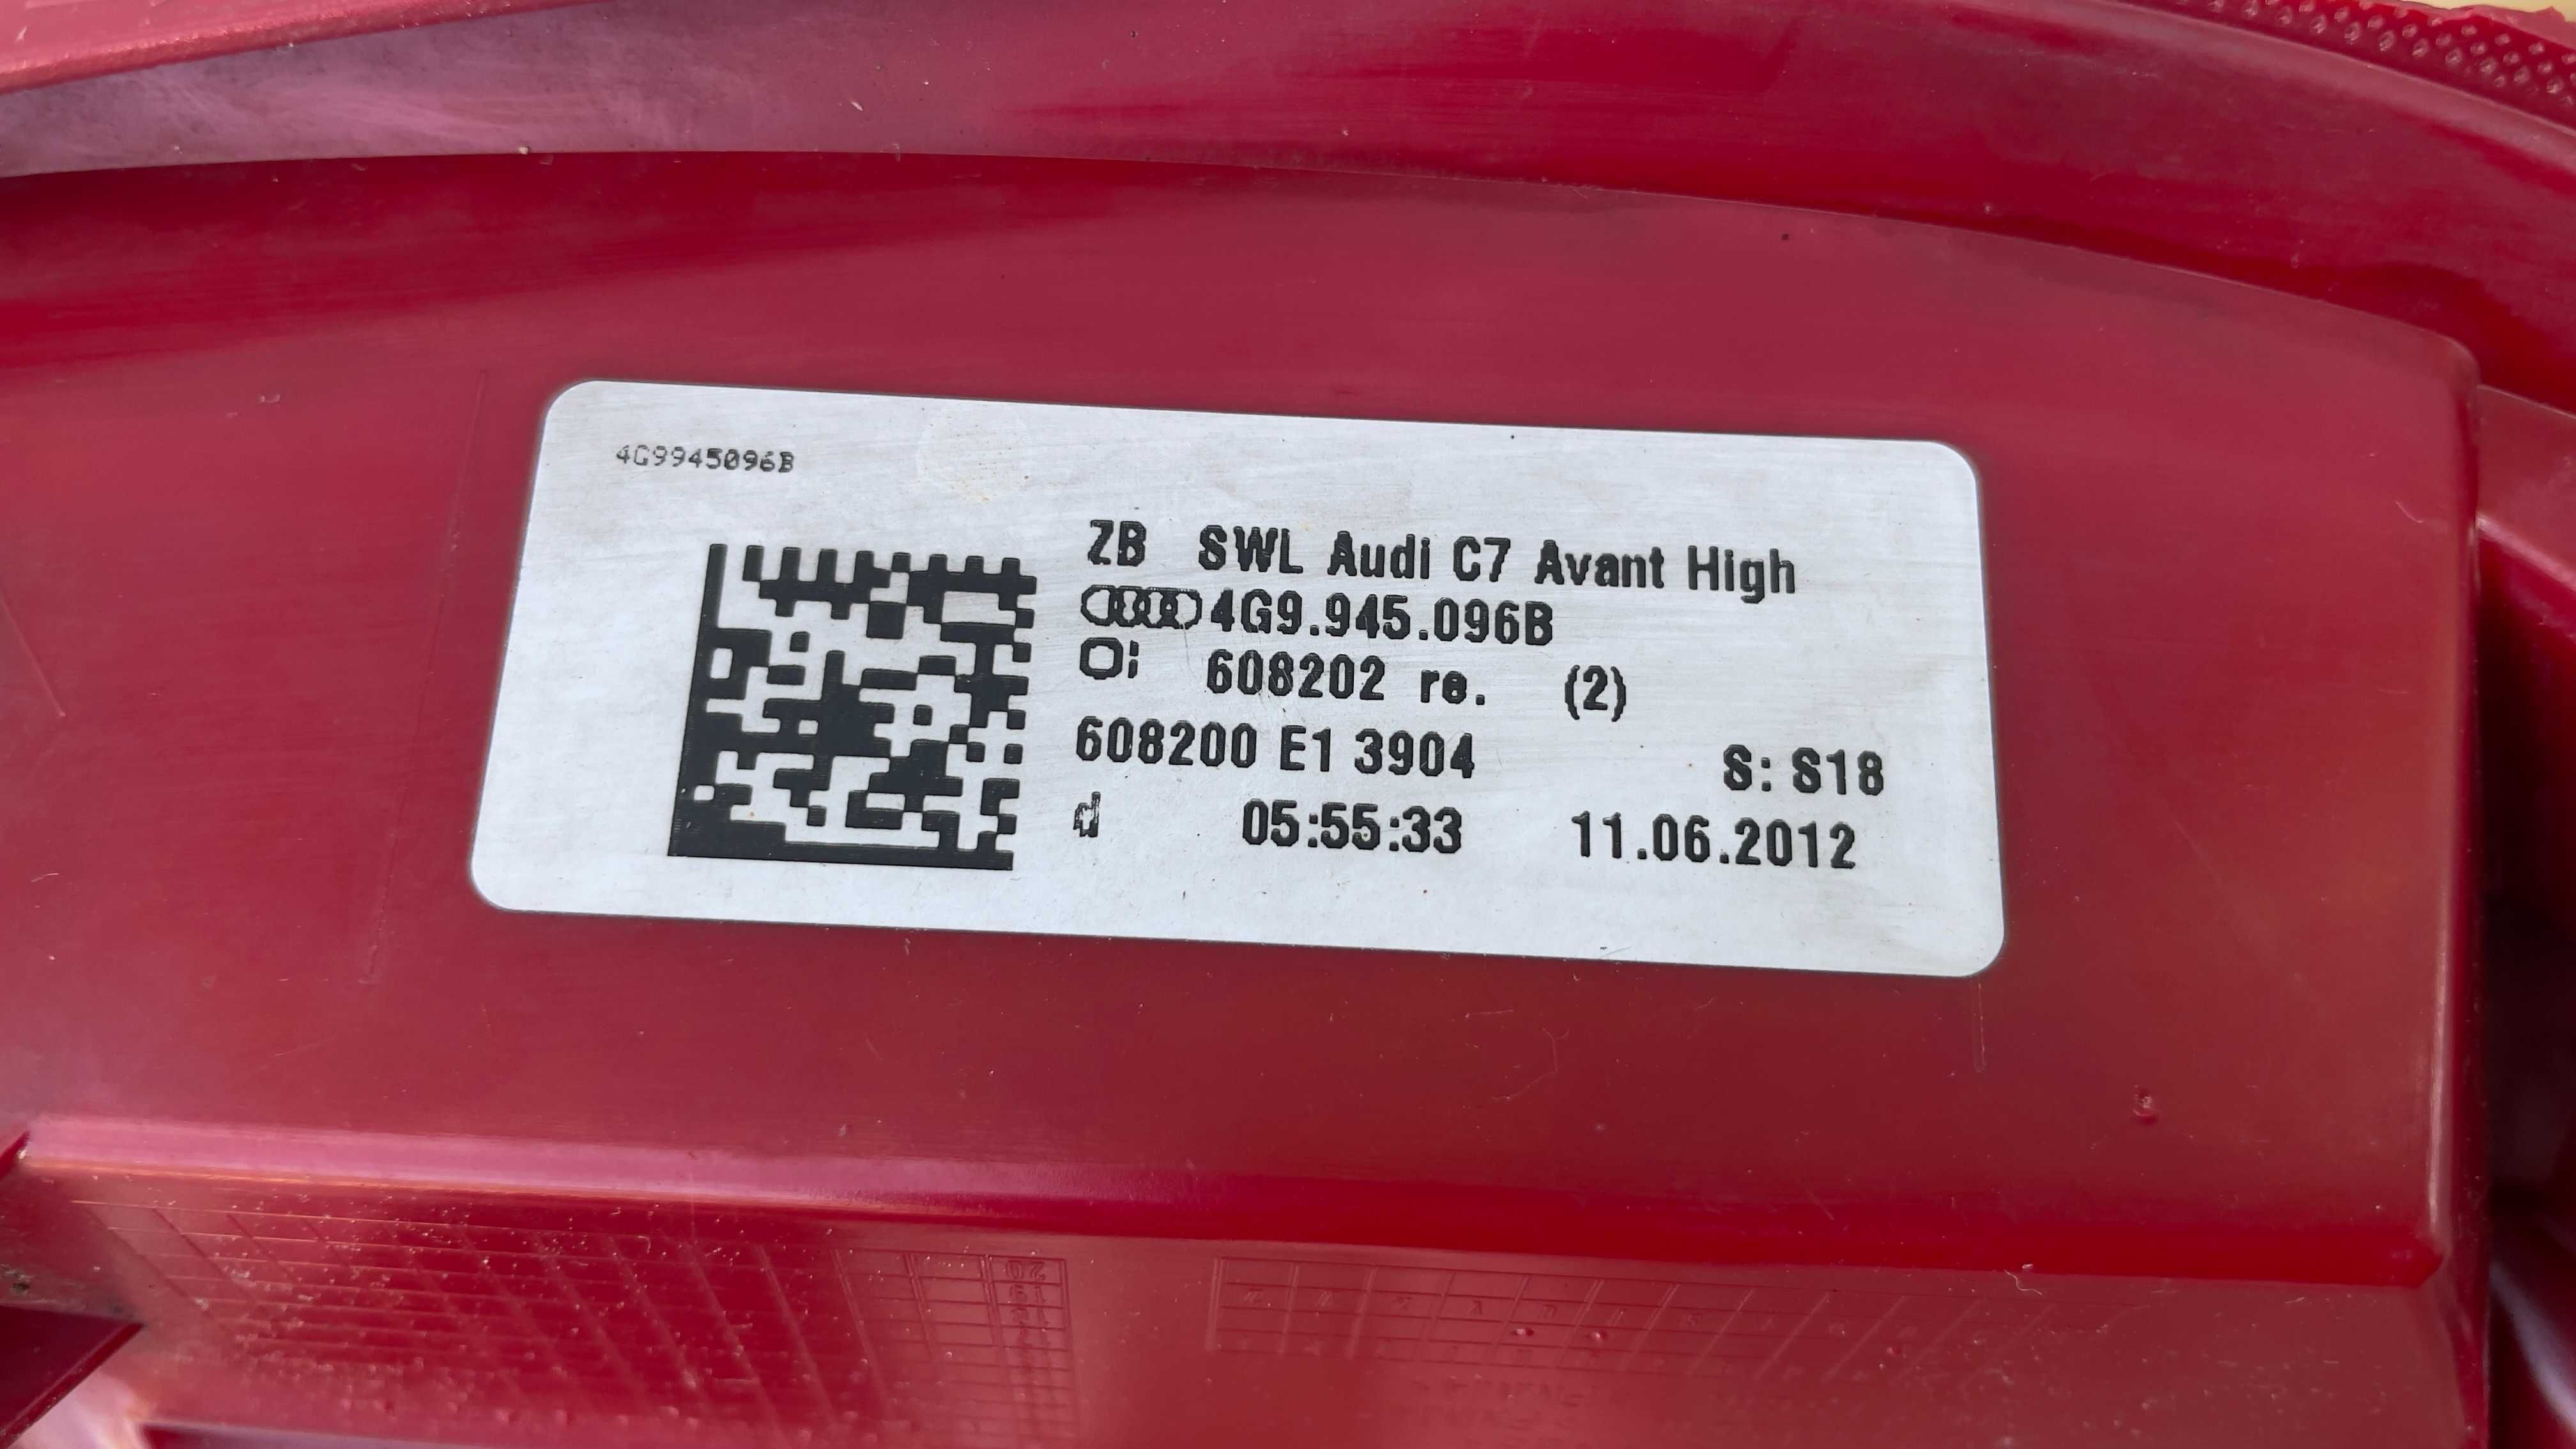 4G9945096B
ZB SWL Audi C7 Avant High
4G9.945.096B
608202 re. (2)
608200 E1 3904 S: S18
05:55:33 11.06.2012